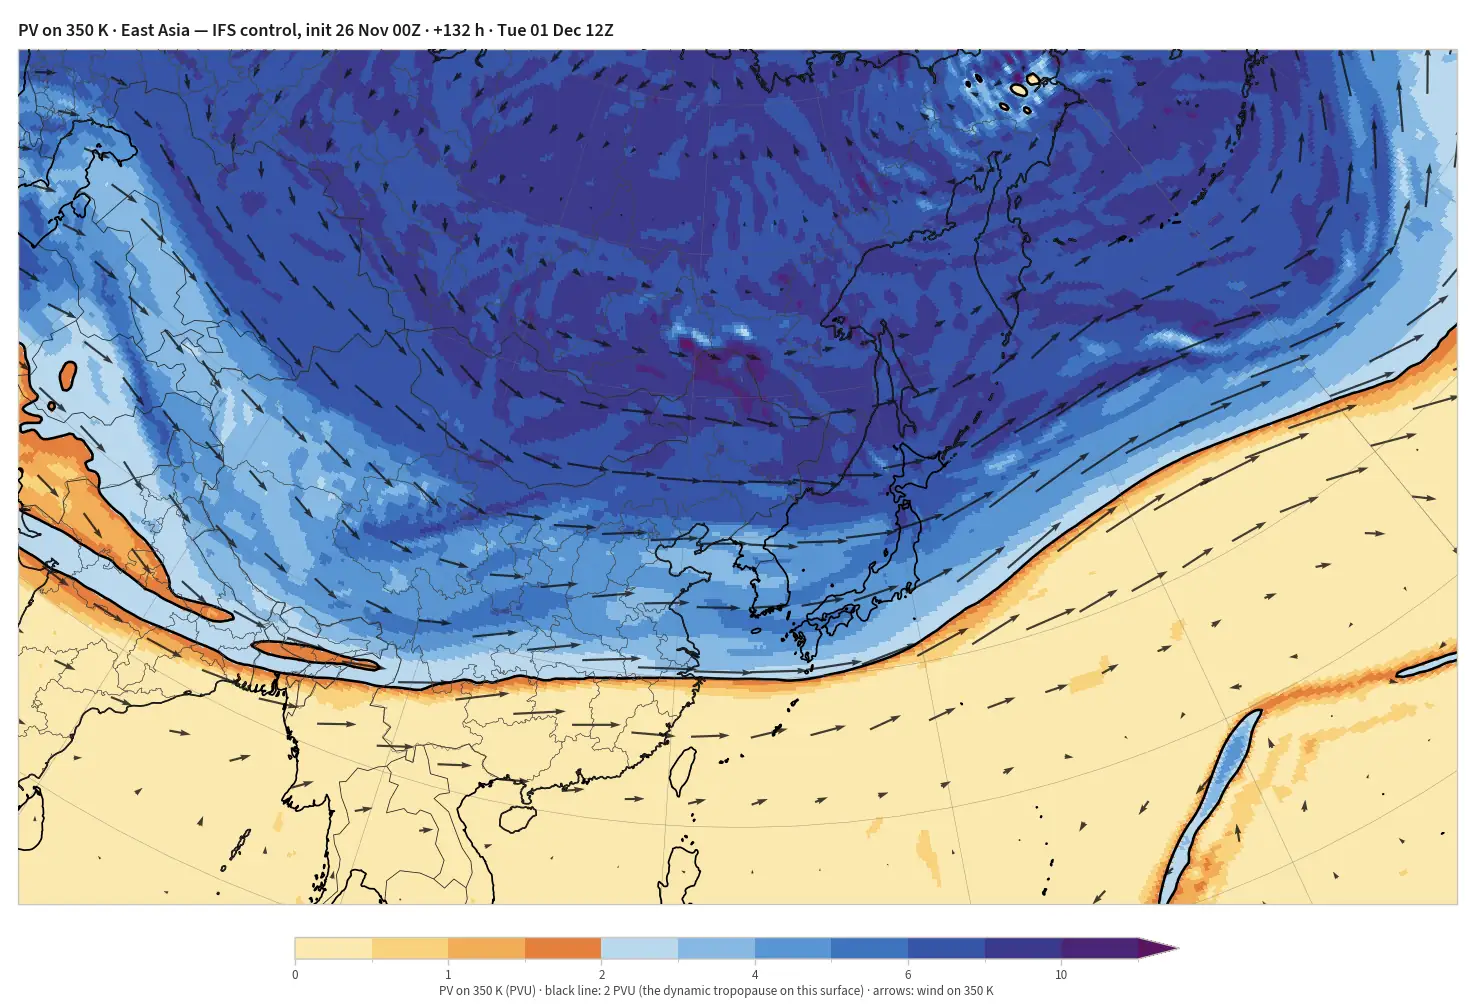 PV on 350 K · East Asia — IFS control, init 26 Nov 00Z · +132 h · Tue 01 Dec 12Z
0 1 2 4 6 10
PV on 350 K (PVU) · black line: 2 PVU (the dynamic tropopause on this surface) · arrows: wind on 350 K